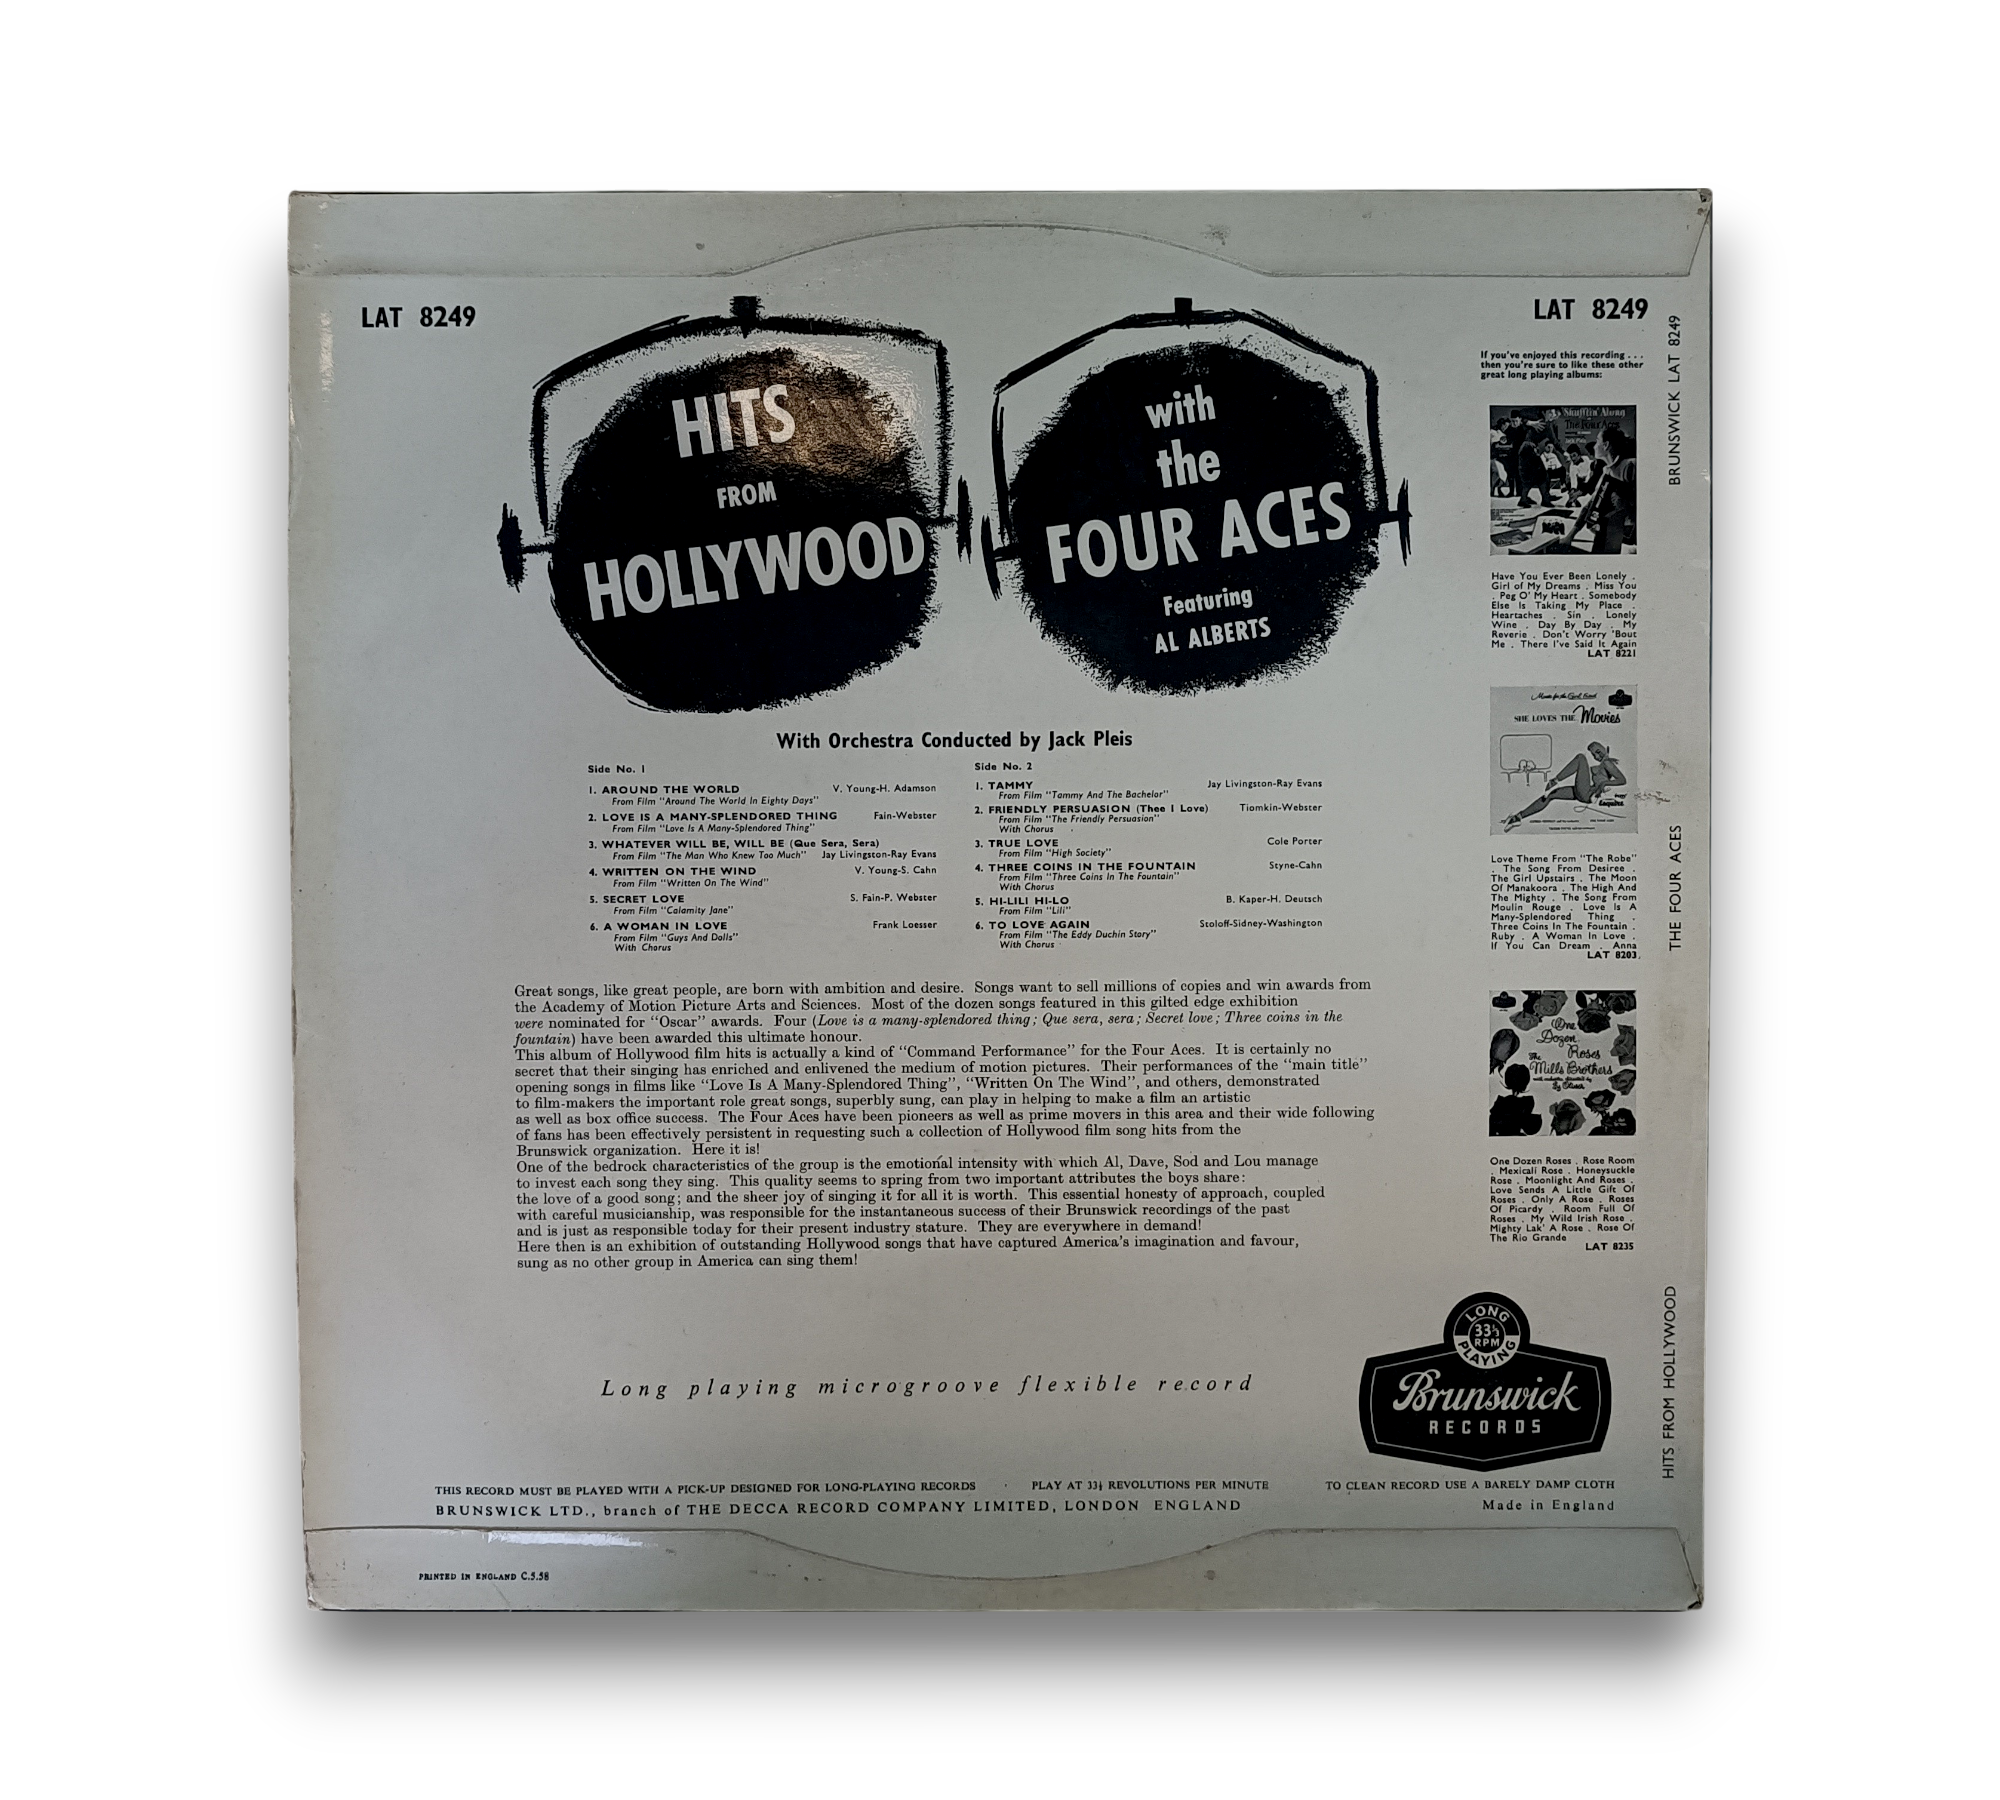 LAT 8249
LAT 8249
HITS
FROM
HOLLYWOOD
with
the
FOUR ACES
Featuring
AL ALBERTS
With Orchestra Conducted by Jack Pleis
Side No. 1
1. AROUND THE WORLD V. Young-H. Adamson
From Film "Around The World In Eighty Days"
2. LOVE IS A MANY-SPLENDORED THING Fain-Webster
From Film "Love Is A Many-Splendored Thing"
3. WHATEVER WILL BE, WILL BE (Que Sera, Sera)
From Film "The Man Who Knew Too Much" Jay Livingston-Ray Evans
4. WRITTEN ON THE WIND V. Young-S. Cahn
From Film "Written On The Wind"
5. SECRET LOVE S. Fain-P. Webster
From Film "Calamity Jane"
6. A WOMAN IN LOVE Frank Loesser
From Film "Guys And Dolls"
With Chorus
Side No. 2
1. TAMMY Jay Livingston-Ray Evans
From Film "Tammy And The Bachelor"
2. FRIENDLY PERSUASION (Thee I Love) Tiomkin-Webster
From Film "The Friendly Persuasion"
With Chorus
3. TRUE LOVE Cole Porter
From Film "High Society"
4. THREE COINS IN THE FOUNTAIN Styne-Cahn
From Film "Three Coins In The Fountain"
With Chorus
5. HI-LILI HI-LO B. Kaper-H. Deutsch
From Film "Lili"
6. TO LOVE AGAIN Stoloff-Sidney-Washington
From Film "The Eddy Duchin Story"
With Chorus
Great songs, like great people, are born with ambition and desire. Songs want to sell millions of copies and win awards from
the Academy of Motion Picture Arts and Sciences. Most of the dozen songs featured in this gilted edge exhibition
were nominated for "Oscar" awards. Four (Love is a many-splendored thing; Que sera, sera; Secret love; Three coins in the
fountain) have been awarded this ultimate honour.
This album of Hollywood film hits is actually a kind of "Command Performance" for the Four Aces. It is certainly no
secret that their singing has enriched and enlivened the medium of motion pictures. Their performances of the "main title"
opening songs in films like "Love Is A Many-Splendored Thing", "Written On The Wind", and others, demonstrated
to film-makers the important role great songs, superbly sung, can play in helping to make a film an artistic
as well as box office success. The Four Aces have been pioneers as well as prime movers in this area and their wide following
of fans has been effectively persistent in requesting such a collection of Hollywood film song hits from the
Brunswick organization. Here it is!
One of the bedrock characteristics of the group is the emotional intensity with which Al, Dave, Sod and Lou manage
to invest each song they sing. This quality seems to spring from two important attributes the boys share:
the love of a good song; and the sheer joy of singing it for all it is worth. This essential honesty of approach, coupled
with careful musicianship, was responsible for the instantaneous success of their Brunswick recordings of the past
and is just as responsible today for their present industry stature. They are everywhere in demand!
Here then is an exhibition of outstanding Hollywood songs that have captured America's imagination and favour,
sung as no other group in America can sing them!
Long playing microgroove flexible record
If you've enjoyed this recording . . .
then you're sure to like these other
great long playing albums:
Shufflin' Along
The Four Aces
Have You Ever Been Lonely .
Girl of My Dreams . Miss You
. Peg O' My Heart . Somebody
Else Is Taking My Place .
Heartaches . Sin . Lonely
Wine . Day By Day . My
Reverie . Don't Worry 'Bout
Me . There I've Said It Again
LAT 8221
SHE LOVES THE Movies
Esquire
Love Theme From "The Robe"
. The Song From Desiree .
The Girl Upstairs . The Moon
Of Manakoora . The High And
The Mighty . The Song From
Moulin Rouge . Love Is A
Many-Splendored Thing .
Three Coins In The Fountain .
Ruby . A Woman In Love .
If You Can Dream . Anna
LAT 8203
One
Dozen
Roses
The
Mills Brothers
One Dozen Roses . Rose Room
. Mexicali Rose . Honeysuckle
Rose . Moonlight And Roses .
Love Sends A Little Gift Of
Roses . Only A Rose . Roses
Of Picardy . Room Full Of
Roses . My Wild Irish Rose .
Mighty Lak' A Rose . Rose Of
The Rio Grande
LAT 8235
BRUNSWICK LAT 8249
THE FOUR ACES
HITS FROM HOLLYWOOD
LONG
33⅓
RPM
PLAYING
Brunswick
RECORDS
THIS RECORD MUST BE PLAYED WITH A PICK-UP DESIGNED FOR LONG-PLAYING RECORDS PLAY AT 33⅓ REVOLUTIONS PER MINUTE TO CLEAN RECORD USE A BARELY DAMP CLOTH
BRUNSWICK LTD., branch of THE DECCA RECORD COMPANY LIMITED, LONDON ENGLAND Made in England
PRINTED IN ENGLAND C.5.58